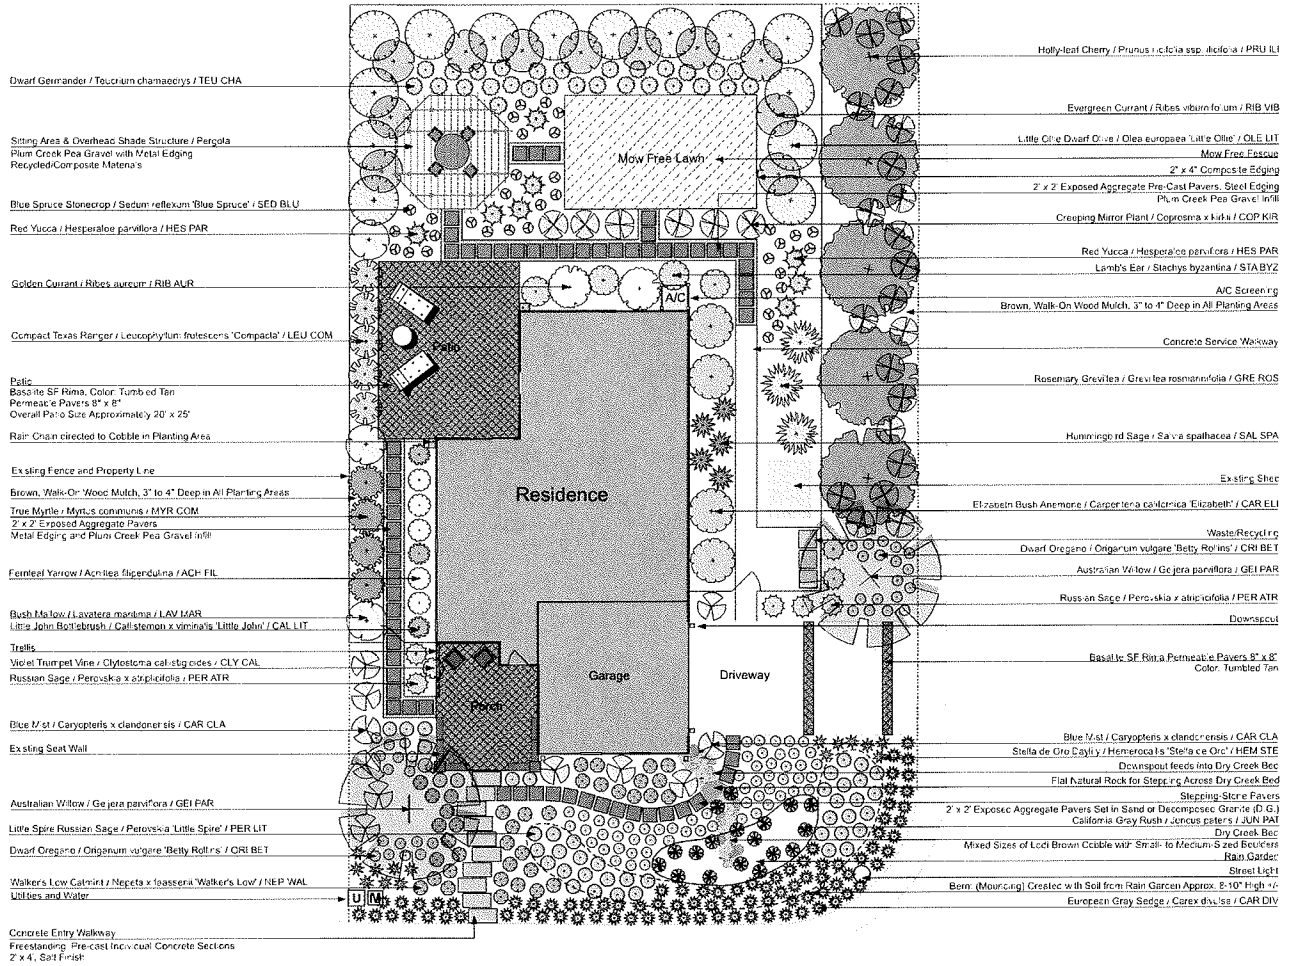 Dwarf Germander / Teucrium chamaedrys / TEU CHA
Sitting Area & Overhead Shade Structure / Pergola
Plum Creek Pea Gravel with Metal Edging
Recycled/Composite Materials
Blue Spruce Stonecrop / Sedum reflexum 'Blue Spruce' / SED BLU
Red Yucca / Hesperaloe parviflora / HES PAR
Golden Currant / Ribes aureum / RIB AUR
Compact Texas Ranger / Leucophyllum frutescens 'Compacta' / LEU COM
Patio
Basalite SF Rima, Color: Tumbled Tan
Permeable Pavers 8" x 8"
Overall Patio Size Approximately 20' x 25'
Rain Chain directed to Cobble in Planting Area
Existing Fence and Property Line
Brown, Walk-On Wood Mulch, 3" to 4" Deep in All Planting Areas
True Myrtle / Myrtus communis / MYR COM
2' x 2' Exposed Aggregate Pavers
Metal Edging and Plum Creek Pea Gravel Infill
Fernleaf Yarrow / Achillea filipendulina / ACH FIL
Bush Mallow / Lavatera maritima / LAV MAR
Little John Bottlebrush / Callistemon x viminalis 'Little John' / CAL LIT
Trellis
Violet Trumpet Vine / Clytostoma callistigioides / CLY CAL
Russian Sage / Perovskia x atriplicifolia / PER ATR
Blue Mist / Caryopteris x clandonensis / CAR CLA
Existing Seat Wall
Australian Willow / Geijera parviflora / GEI PAR
Little Spire Russian Sage / Perovskia 'Little Spire' / PER LIT
Dwarf Oregano / Origanum vulgare 'Betty Rollins' / ORI BET
Walker's Low Catmint / Nepeta x faassenii 'Walker's Low' / NEP WAL
Utilities and Water
Concrete Entry Walkway
Freestanding, Pre-cast Individual Concrete Sections
2' x 4', Salt Finish
Mow Free Lawn
A/C
Patio
Residence
Garage
Driveway
Porch
U M
Holly-leaf Cherry / Prunus ilicifolia ssp. ilicifolia / PRU ILI
Evergreen Currant / Ribes viburnifolium / RIB VIB
Little Ollie Dwarf Olive / Olea europaea 'Little Ollie' / OLE LIT
Mow Free Fescue
2" x 4" Composite Edging
2' x 2' Exposed Aggregate Pre-Cast Pavers, Steel Edging
Plum Creek Pea Gravel Infill
Creeping Mirror Plant / Coprosma x kirkii / COP KIR
Red Yucca / Hesperaloe parviflora / HES PAR
Lamb's Ear / Stachys byzantina / STA BYZ
A/C Screening
Brown, Walk-On Wood Mulch, 3" to 4" Deep in All Planting Areas
Concrete Service Walkway
Rosemary Grevillea / Grevillea rosmarinifolia / GRE ROS
Hummingbird Sage / Salvia spathacea / SAL SPA
Existing Shed
Elizabeth Bush Anemone / Carpenteria californica 'Elizabeth' / CAR ELI
Waste/Recycling
Dwarf Oregano / Origanum vulgare 'Betty Rollins' / ORI BET
Australian Willow / Geijera parviflora / GEI PAR
Russian Sage / Perovskia x atriplicifolia / PER ATR
Downspout
Basalite SF Rima Permeable Pavers 8" x 8"
Color: Tumbled Tan
Blue Mist / Caryopteris x clandonensis / CAR CLA
Stella de Oro Daylily / Hemerocallis 'Stella de Oro' / HEM STE
Downspout feeds into Dry Creek Bed
Flat Natural Rock for Stepping Across Dry Creek Bed
Stepping-Stone Pavers
2' x 2' Exposed Aggregate Pavers Set in Sand or Decomposed Granite (D.G.)
California Gray Rush / Juncus patens / JUN PAT
Dry Creek Bed
Mixed Sizes of Lodi Brown Cobble with Small- to Medium-Sized Boulders
Rain Garden
Street Light
Berm (Mounding) Created with Soil from Rain Garden Approx. 8-10" High +/-
European Gray Sedge / Carex divulsa / CAR DIV